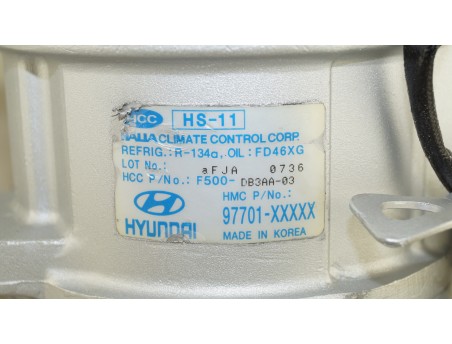 HCC HS-11
HALLA CLIMATE CONTROL CORP.
REFRIG.: R-134a, OIL: FD46XG
LOT No.: aFJA 0736
HCC P/No.: F500-DB3AA-03
HMC P/No.:
97701-XXXXX
HYUNDAI
MADE IN KOREA